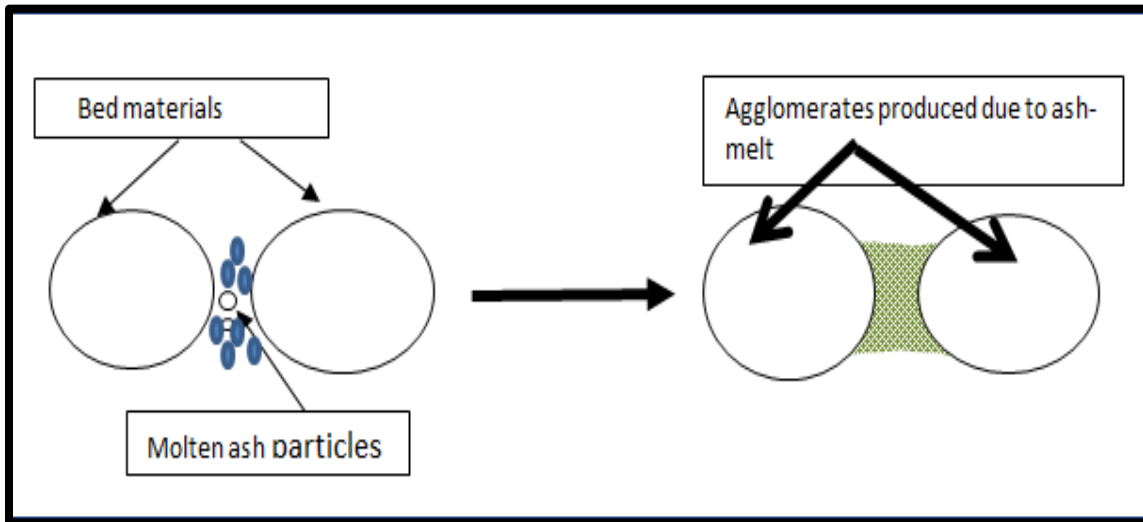 Bed materials
Agglomerates produced due to ash-
melt
Molten ash particles